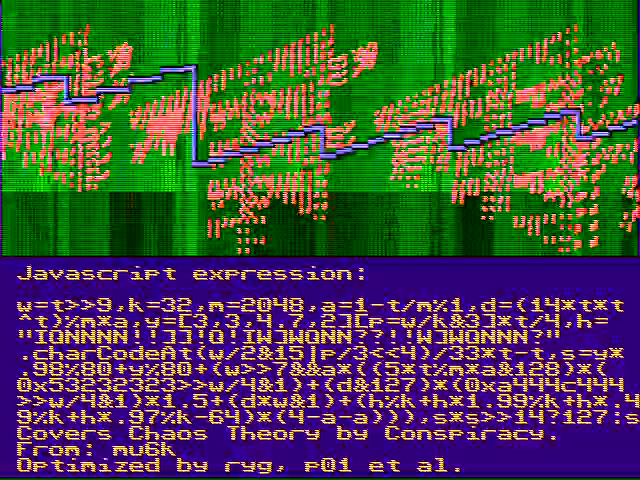 Javascript expression:
w=t>>9,k=32,m=2048,a=1-t/m%1,d=(14*t*t
^t)%m*a,y=[3,3,4.7,2][p=w/k&3]*t/4,h=
"IQNNNN!!]]!Q!IW]WQNN??!!W]WQNNN?"
.charCodeAt(w/2&15|p/3<<4)/33*t-t,s=y*
.98%80+y%80+(w>>7&&a*((5*t%m*a&128)*(
0x53232323>>w/4&1)+(d&127)*(0xa444c444
>>w/4&1)*1.5+(d*w&1)+(h%k+h*1.99%k+h*.4
9%k+h*.97%k-64)*(4-a-a))),s*s>>14?127:s
Covers Chaos Theory by Conspiracy.
From: mu6k
Optimized by ryg, p01 et al.